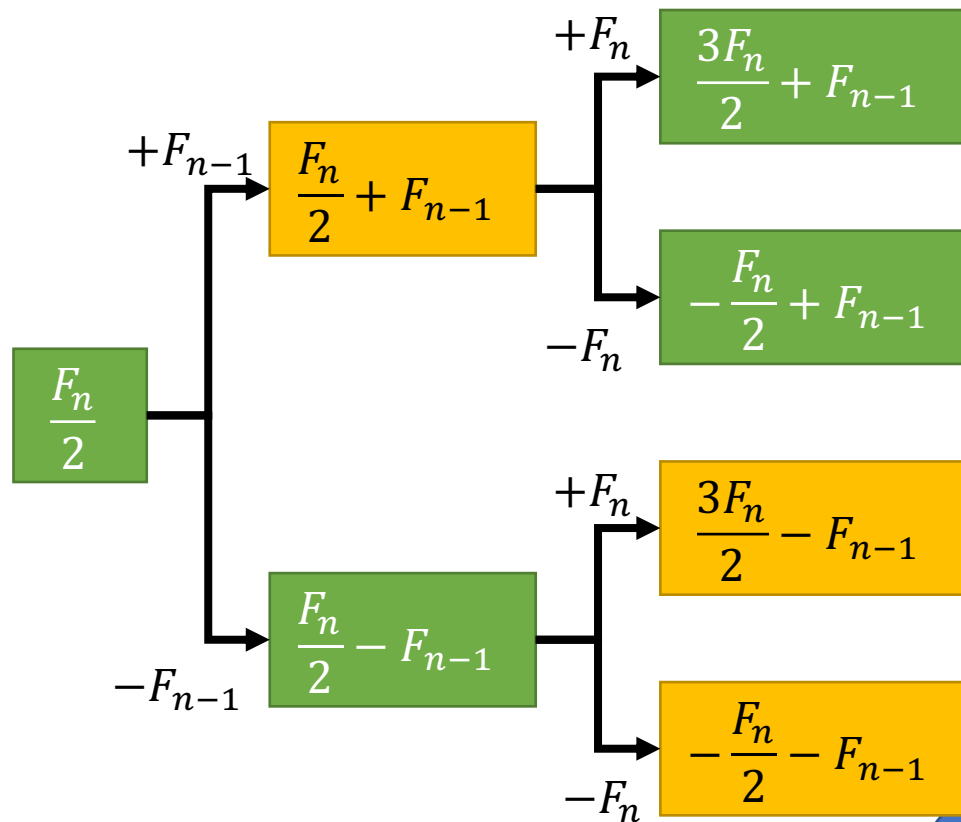 +F_n
3F_n/2 + F_{n−1}
+F_{n−1}
F_n/2 + F_{n−1}
−F_n/2 + F_{n−1}
−F_n
F_n/2
+F_n
3F_n/2 − F_{n−1}
F_n/2 − F_{n−1}
−F_{n−1}
−F_n/2 − F_{n−1}
−F_n